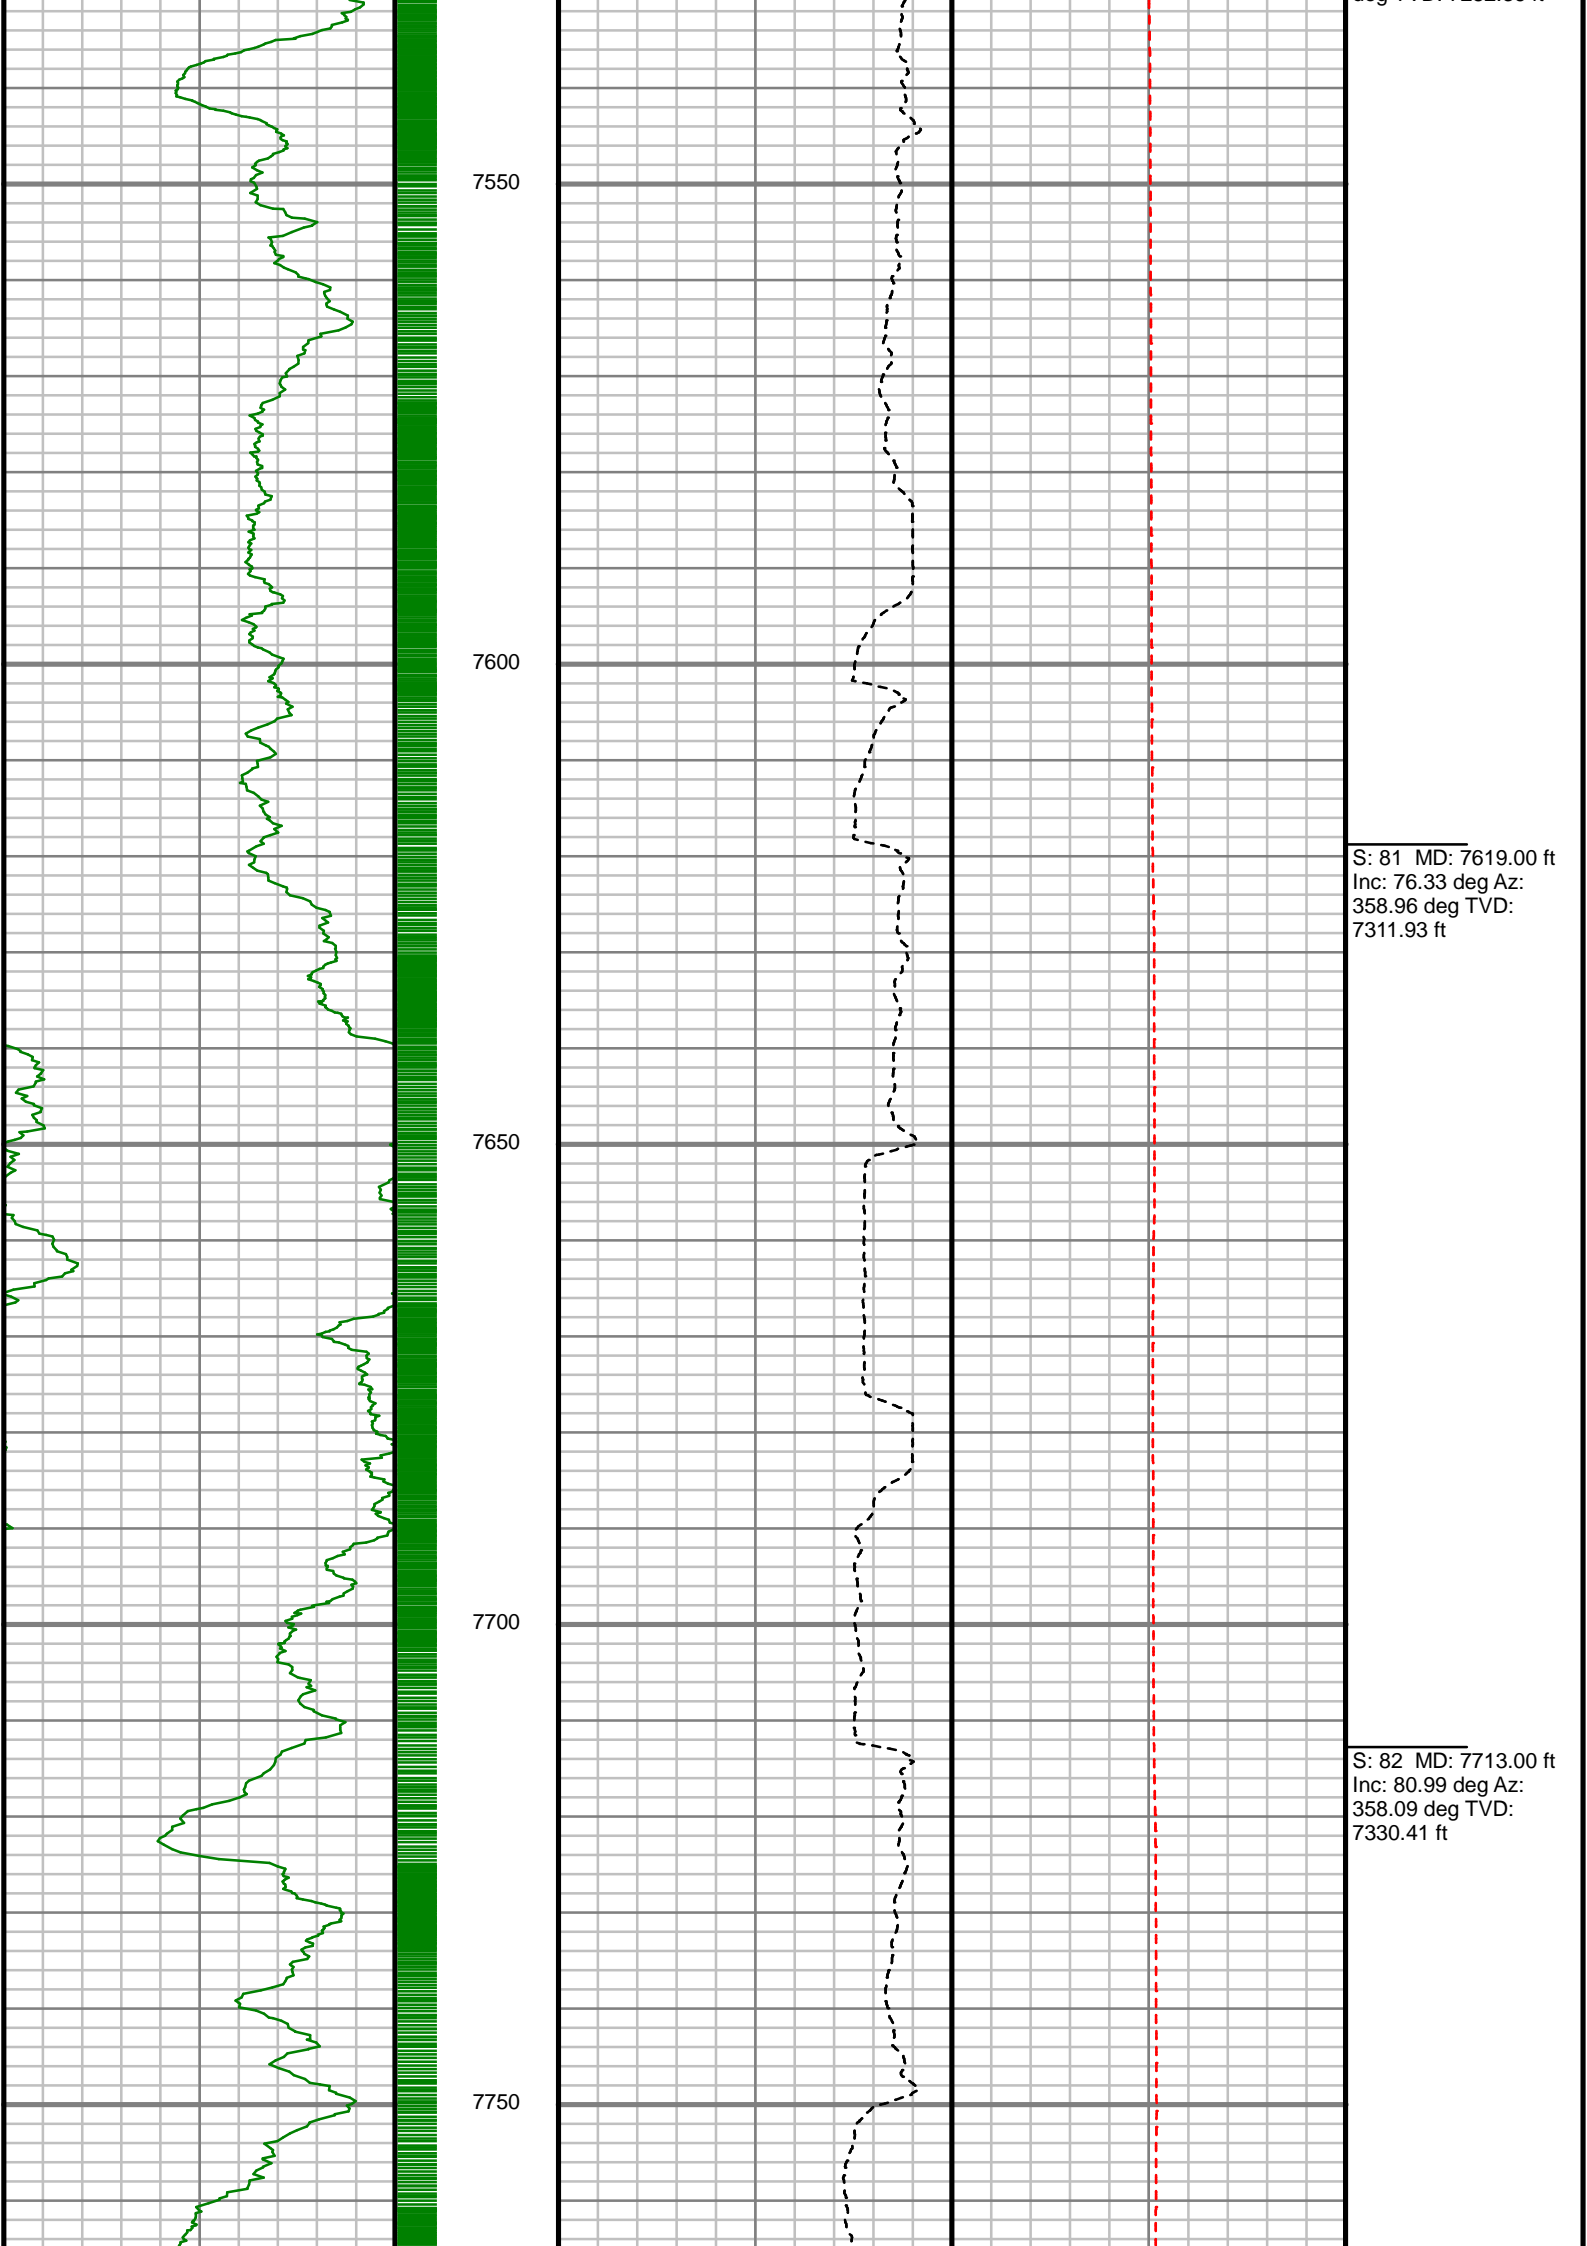 7550
7600
S: 81 MD: 7619.00 ft
Inc: 76.33 deg Az:
358.96 deg TVD:
7311.93 ft
7650
7700
S: 82 MD: 7713.00 ft
Inc: 80.99 deg Az:
358.09 deg TVD:
7330.41 ft
7750